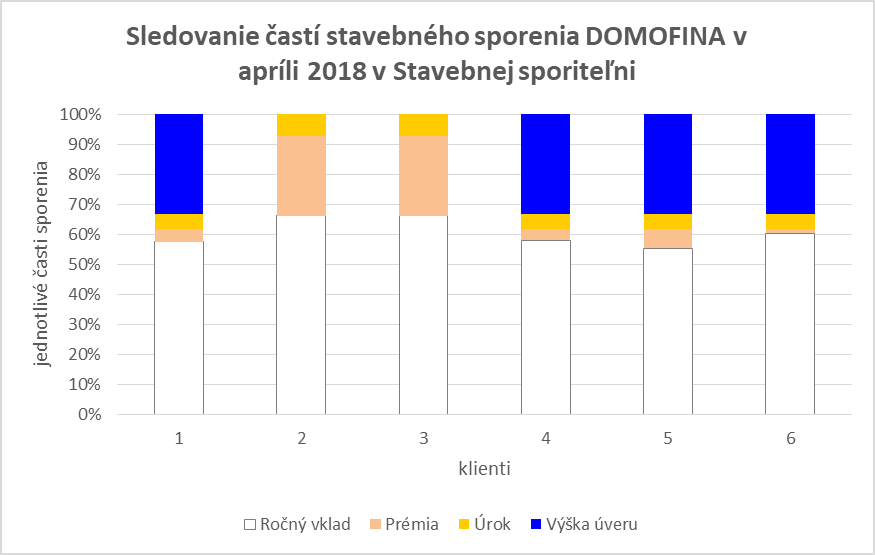 Sledovanie častí stavebného sporenia DOMOFINA v
apríli 2018 v Stavebnej sporiteľni
jednotlivé časti sporenia
100%
90%
80%
70%
60%
50%
40%
30%
20%
10%
0%
1 2 3 4 5 6
klienti
Ročný vklad Prémia Úrok Výška úveru